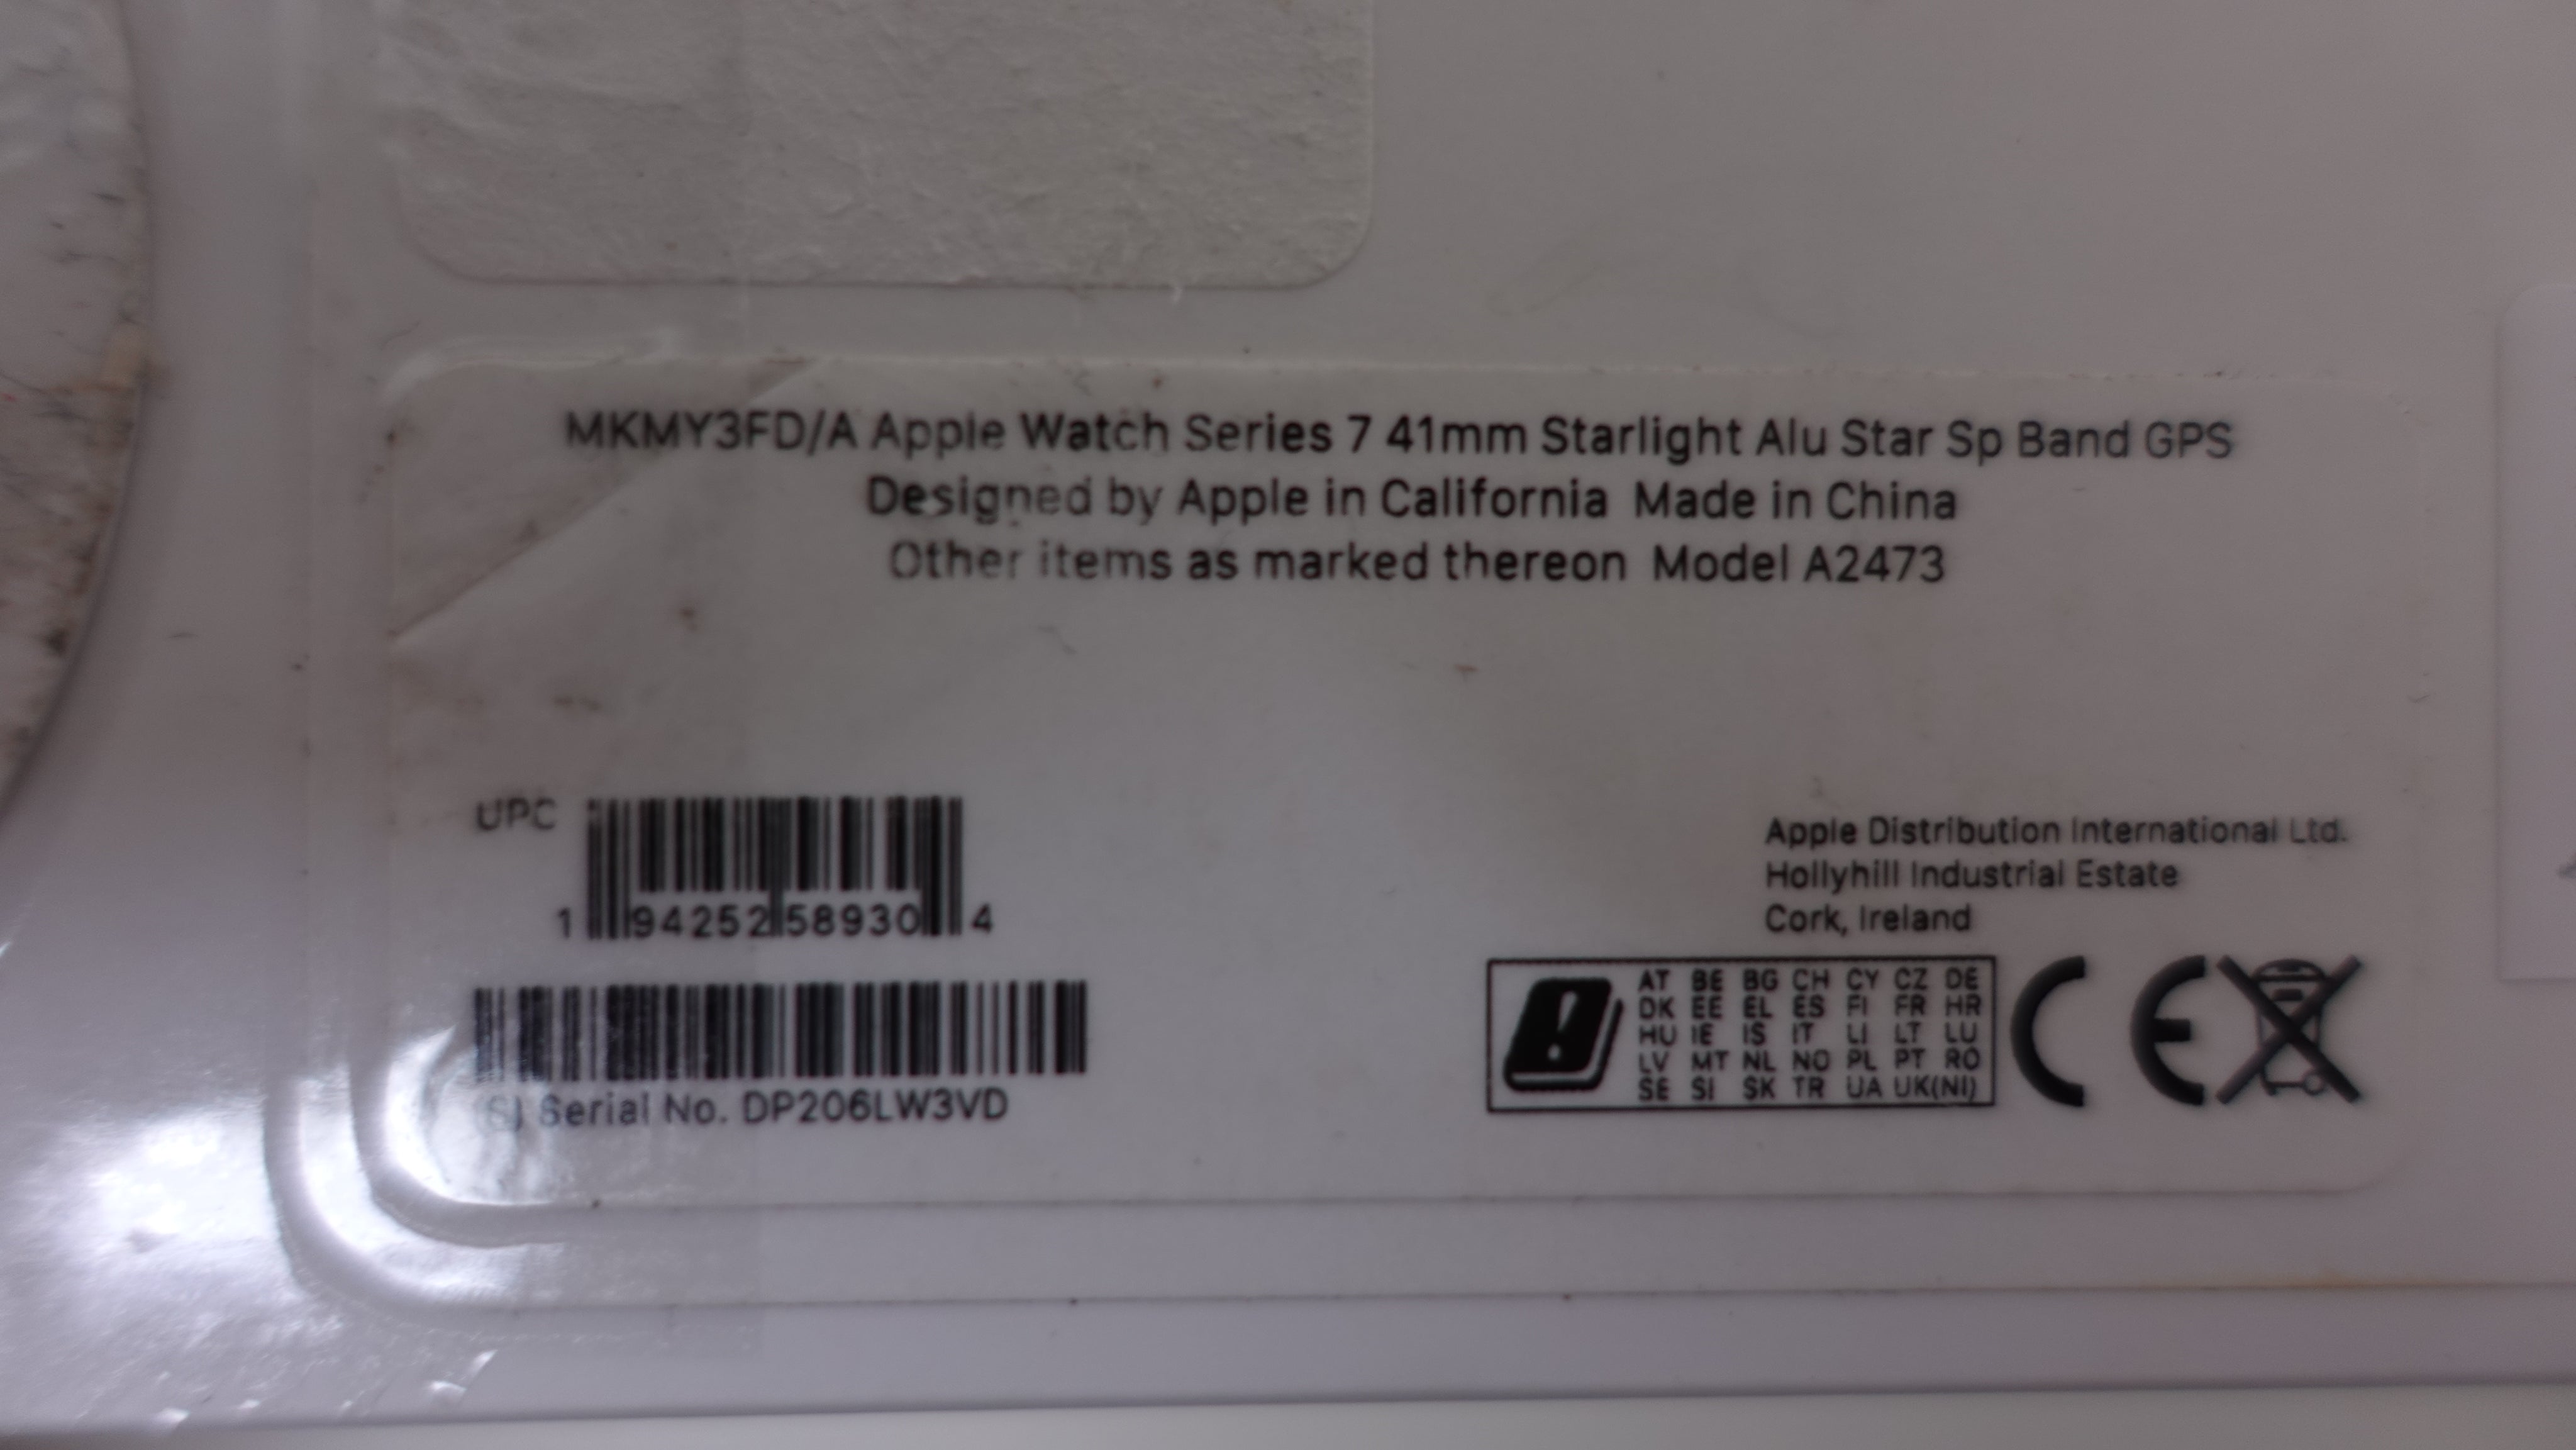 MKMY3FD/A Apple Watch Series 7 41mm Starlight Alu Star Sp Band GPS
Designed by Apple in California Made in China
Other items as marked thereon Model A2473
UPC
1 94252 58930 4
(S) Serial No. DP206LW3VD
Apple Distribution International Ltd.
Hollyhill Industrial Estate
Cork, Ireland
AT BE BG CH CY CZ DE
DK EE EL ES FI FR HR
HU IE IS IT LI LT LU
LV MT NL NO PL PT RO
SE SI SK TR UA UK(NI)
CE